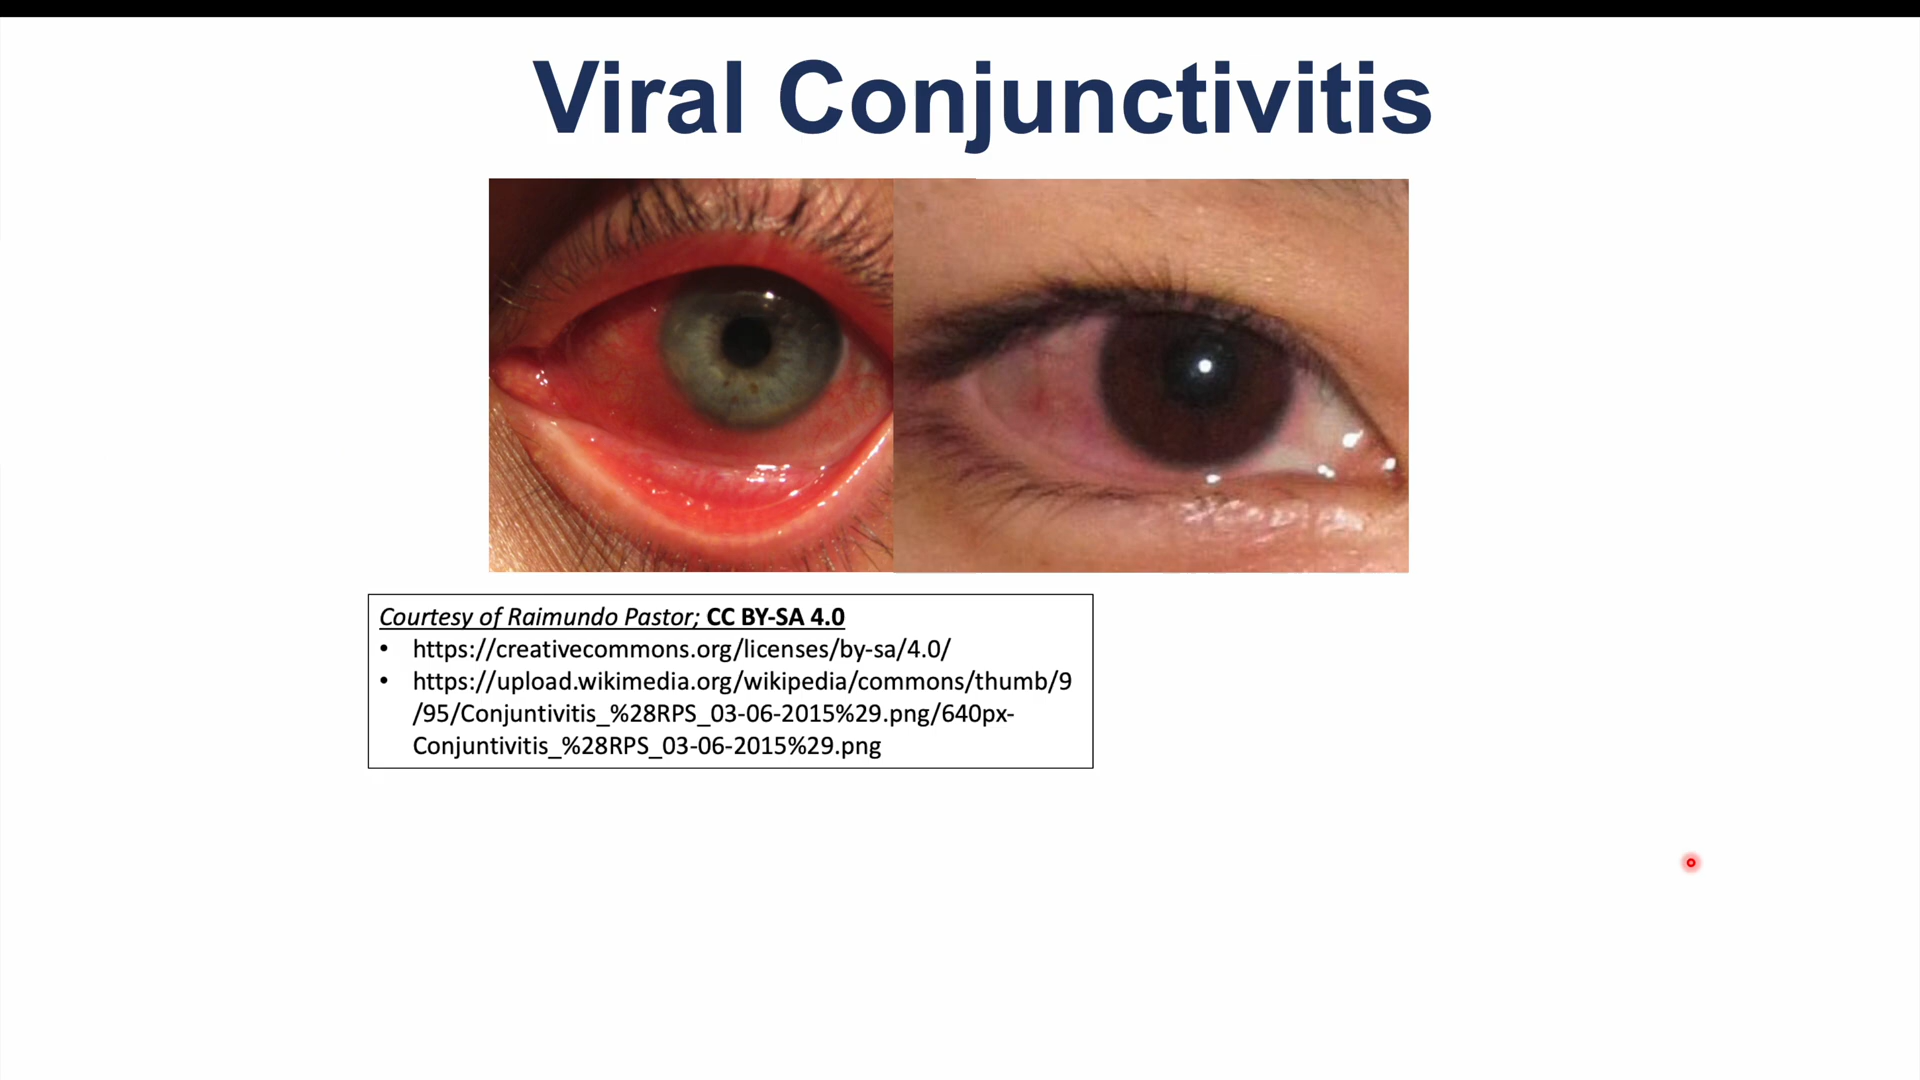 Viral Conjunctivitis
Courtesy of Raimundo Pastor; CC BY-SA 4.0
• https://creativecommons.org/licenses/by-sa/4.0/
• https://upload.wikimedia.org/wikipedia/commons/thumb/9
/95/Conjuntivitis_%28RPS_03-06-2015%29.png/640px-
Conjuntivitis_%28RPS_03-06-2015%29.png